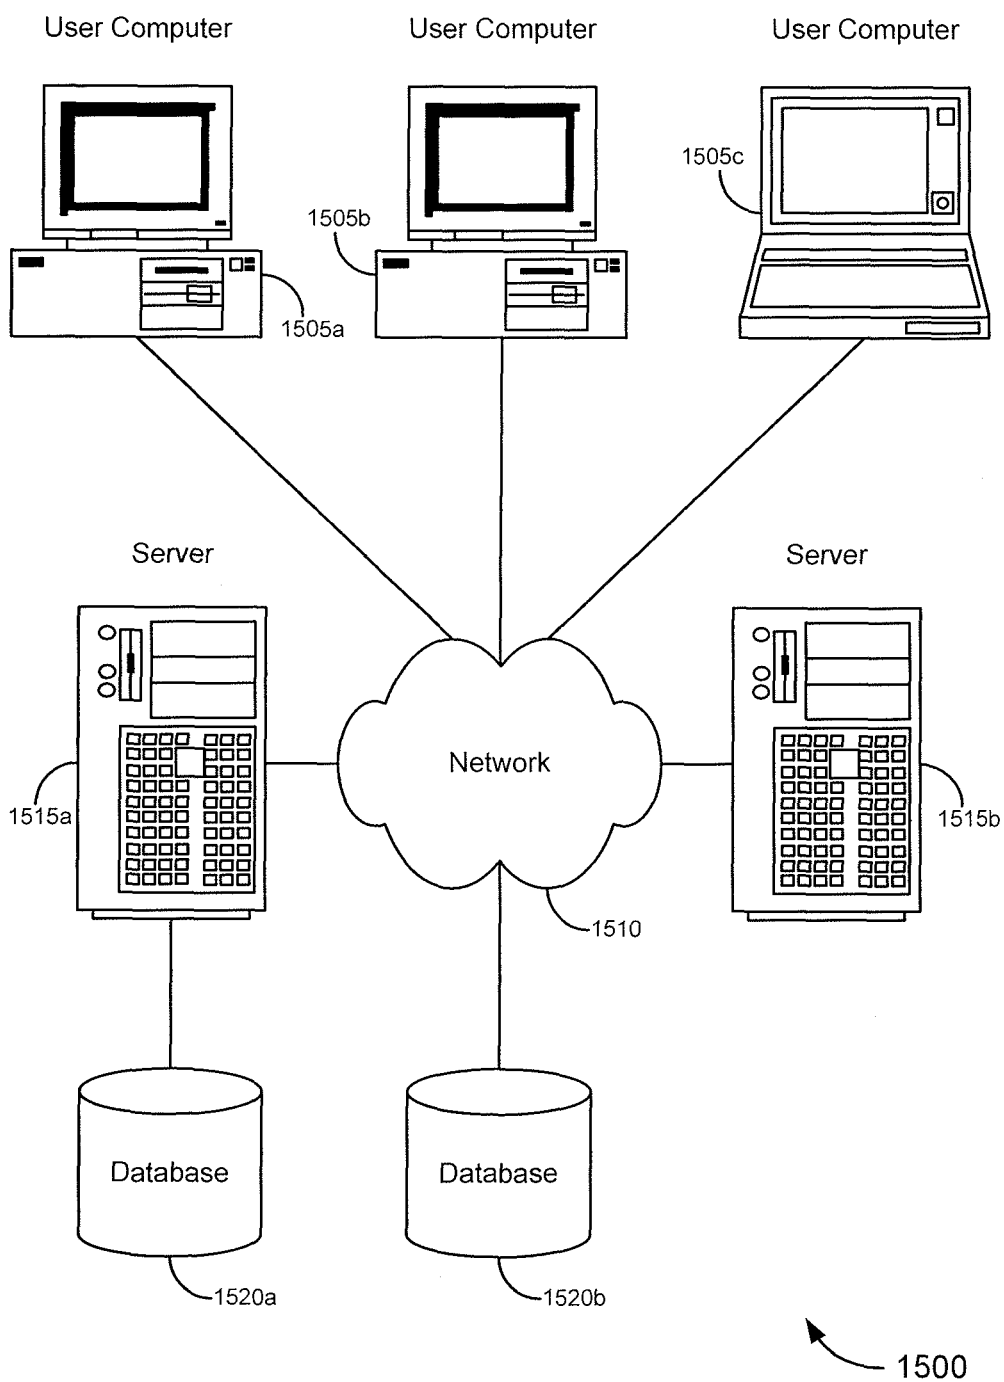 User Computer
User Computer
User Computer
1505a
1505b
1505c
Server
Server
Network
1515a
1515b
1510
Database
Database
1520a
1520b
1500